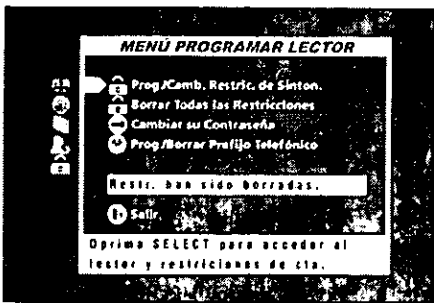 MENÚ PROGRAMAR LECTOR
Prog./Camb. Restric. de Sinton.
Borrar Todas las Restricciones
Cambiar su Contraseña
Prog./Borrar Prefijo Telefónico
Restr. han sido borradas.
Salir.
Oprima SELECT para acceder al
lector y restriciones de cta.